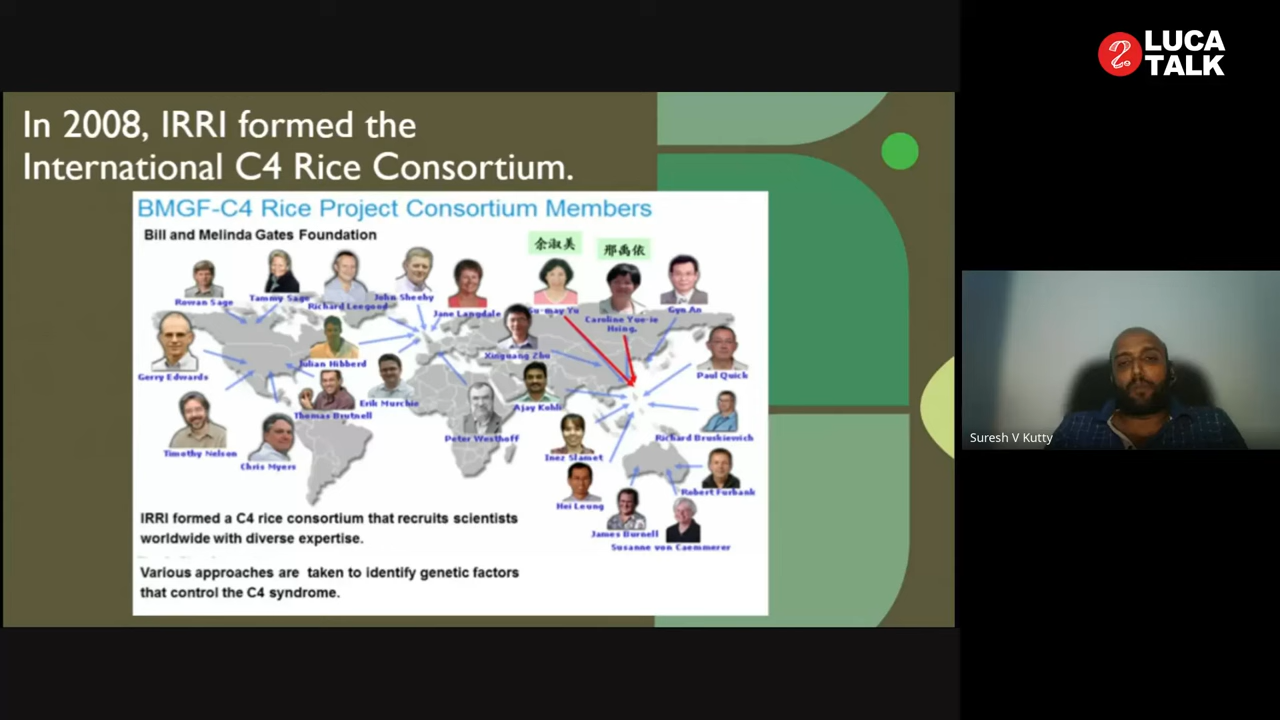 LUCA
TALK
In 2008, IRRI formed the
International C4 Rice Consortium.
BMGF-C4 Rice Project Consortium Members
Bill and Melinda Gates Foundation
余淑美
邢禹依
Rowan Sage
Tammy Sage
Richard Leegood
John Sheehy
Jane Langdale
Su-may Yu
Caroline Yue-ie
Hsing,
Gyn An
Gerry Edwards
Julian Hibberd
Xinguang Zhu
Paul Quick
Thomas Brutnell
Erik Murchie
Ajay Kohli
Peter Westhoff
Richard Bruskiewich
Timothy Nelson
Chris Myers
Inez Slamet
Robert Furbank
Hei Leung
James Burnell
Susanne von Caemmerer
IRRI formed a C4 rice consortium that recruits scientists
worldwide with diverse expertise.
Various approaches are taken to identify genetic factors
that control the C4 syndrome.
Suresh V Kutty